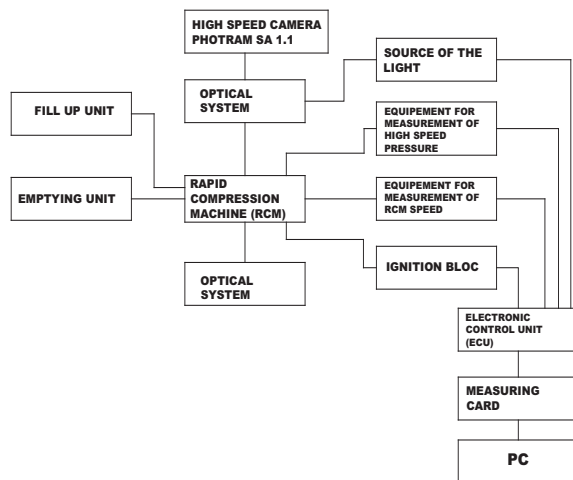 HIGH SPEED CAMERA
PHOTRAM SA 1.1
SOURCE OF THE
LIGHT
OPTICAL
SYSTEM
FILL UP UNIT
EQUIPEMENT FOR
MEASUREMENT OF
HIGH SPEED
PRESSURE
EMPTYING UNIT
RAPID
COMPRESSION
MACHINE (RCM)
EQUIPEMENT FOR
MEASUREMENT OF
RCM SPEED
OPTICAL
SYSTEM
IGNITION BLOC
ELECTRONIC
CONTROL UNIT
(ECU)
MEASURING
CARD
PC